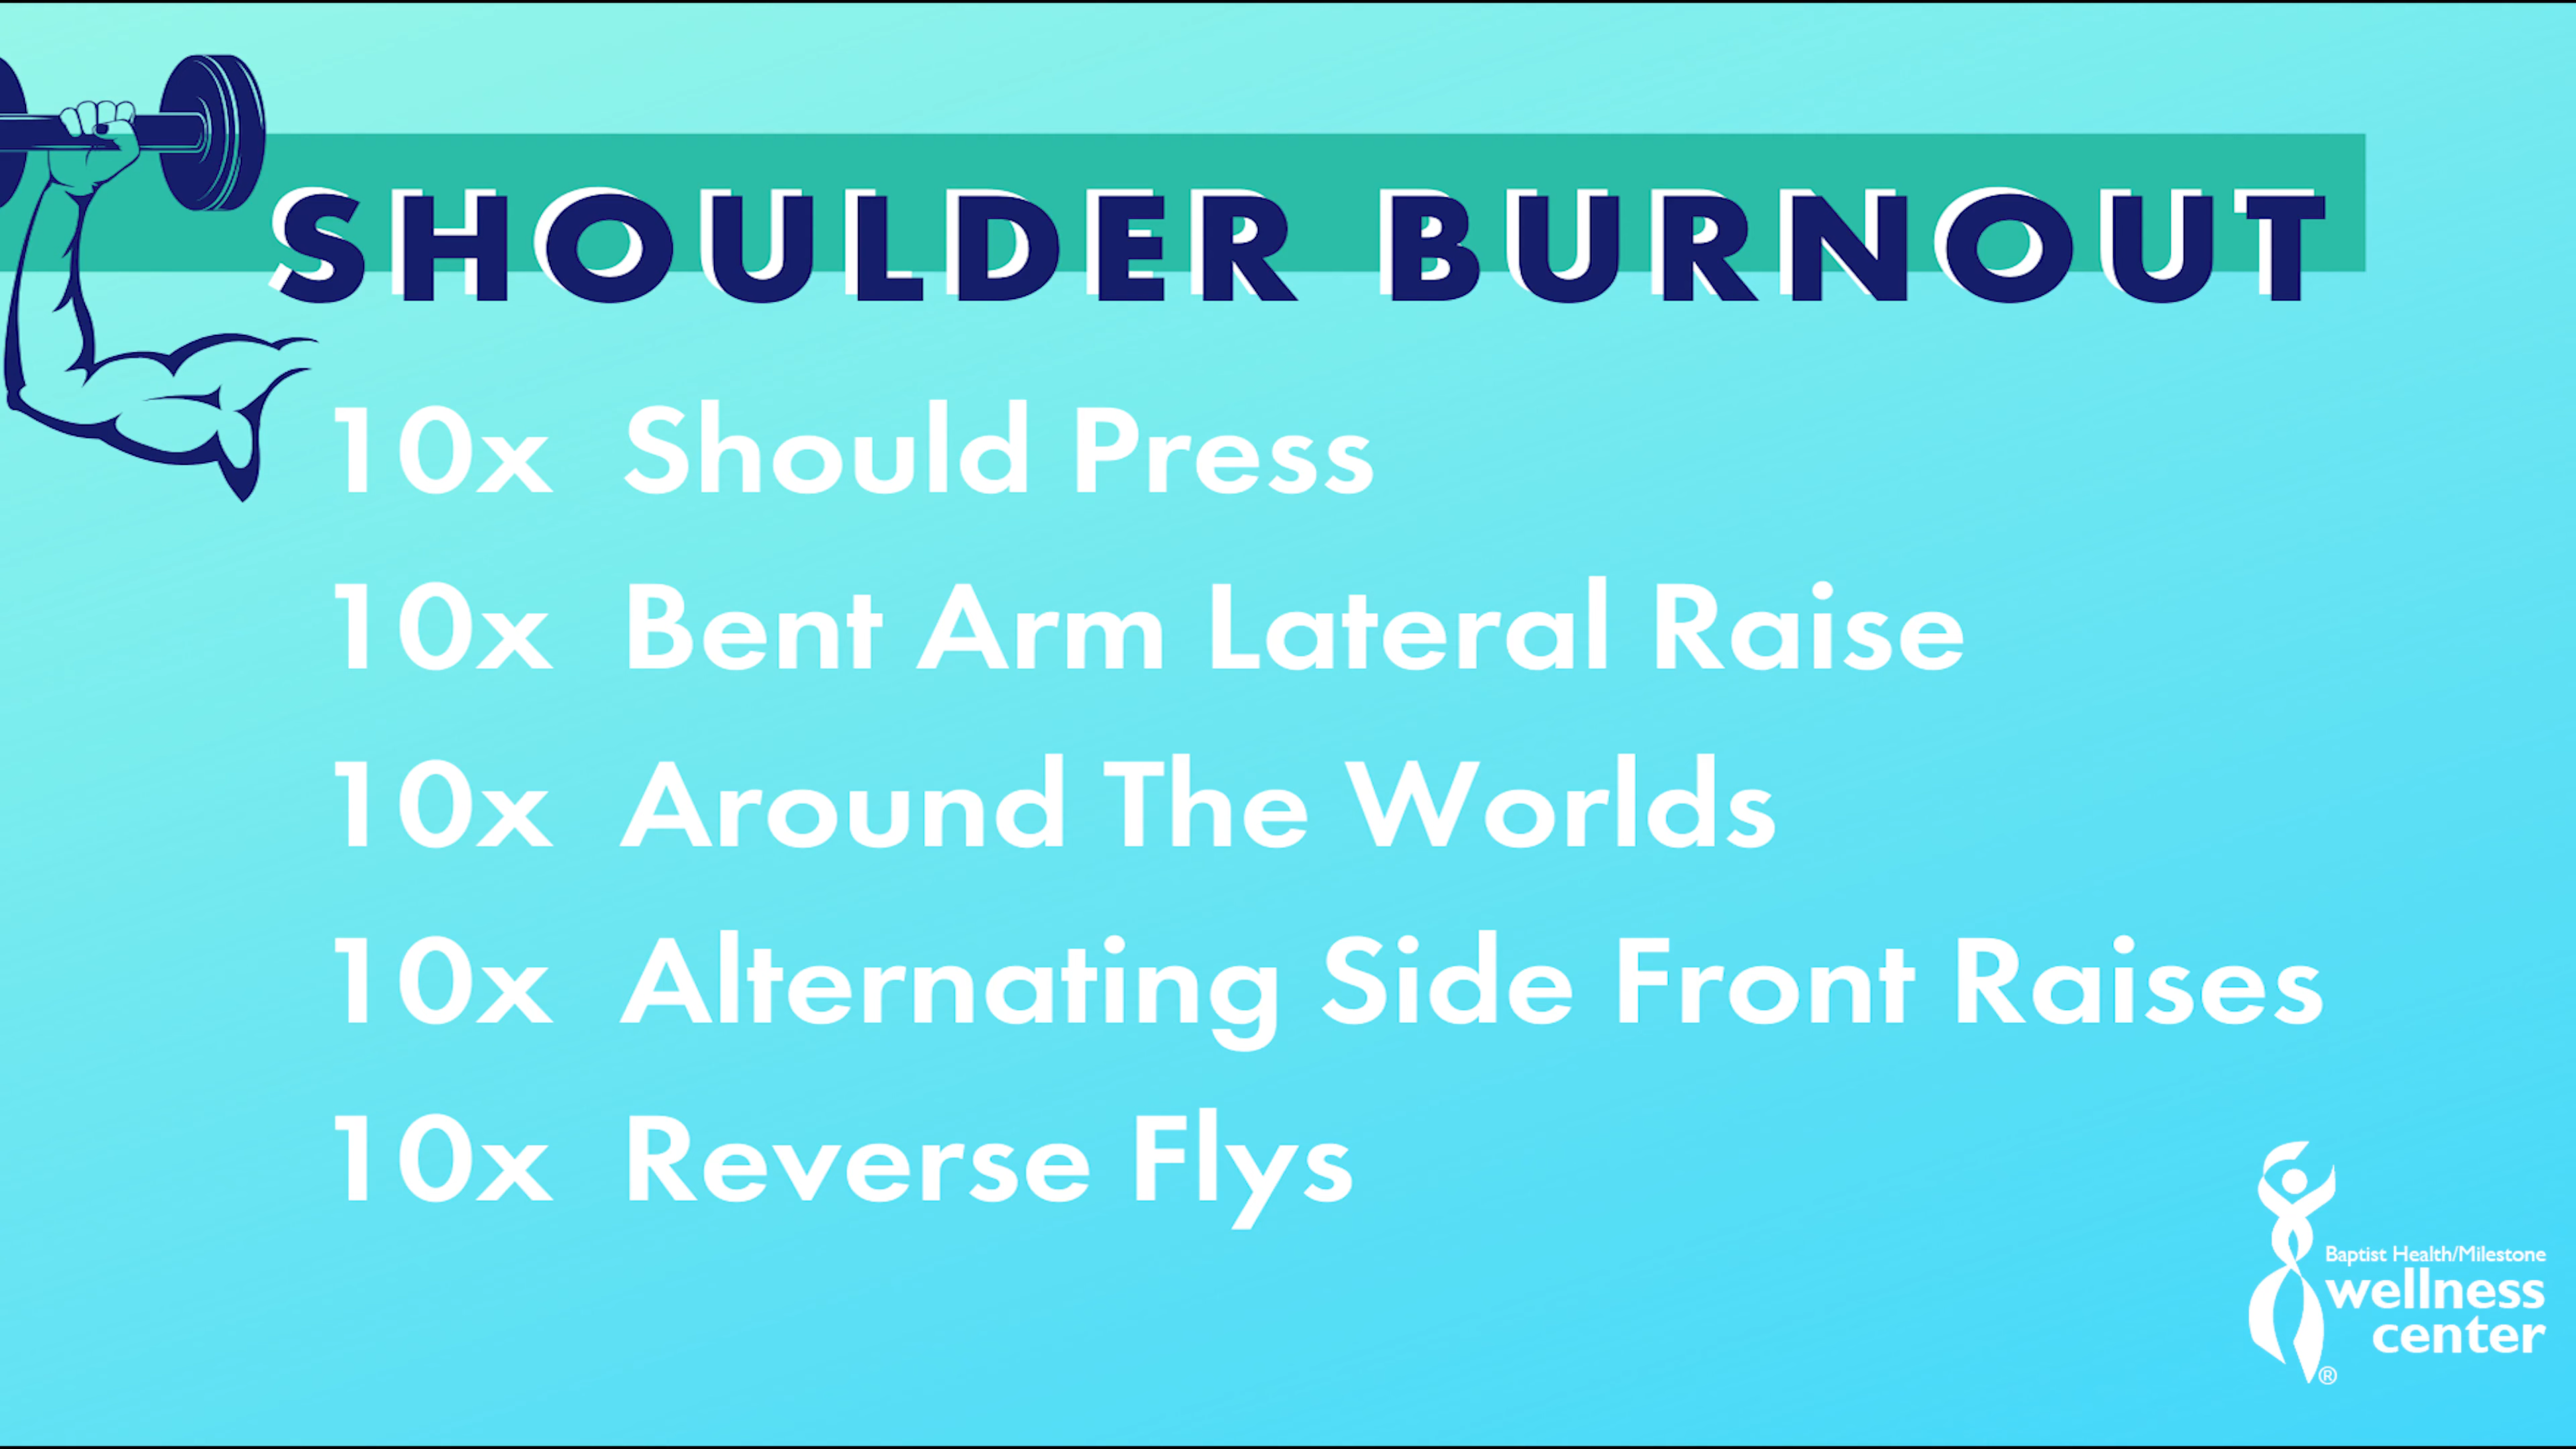 SHOULDER BURNOUT
10x Should Press
10x Bent Arm Lateral Raise
10x Around The Worlds
10x Alternating Side Front Raises
10x Reverse Flys
Baptist Health/Milestone
wellness
center
®